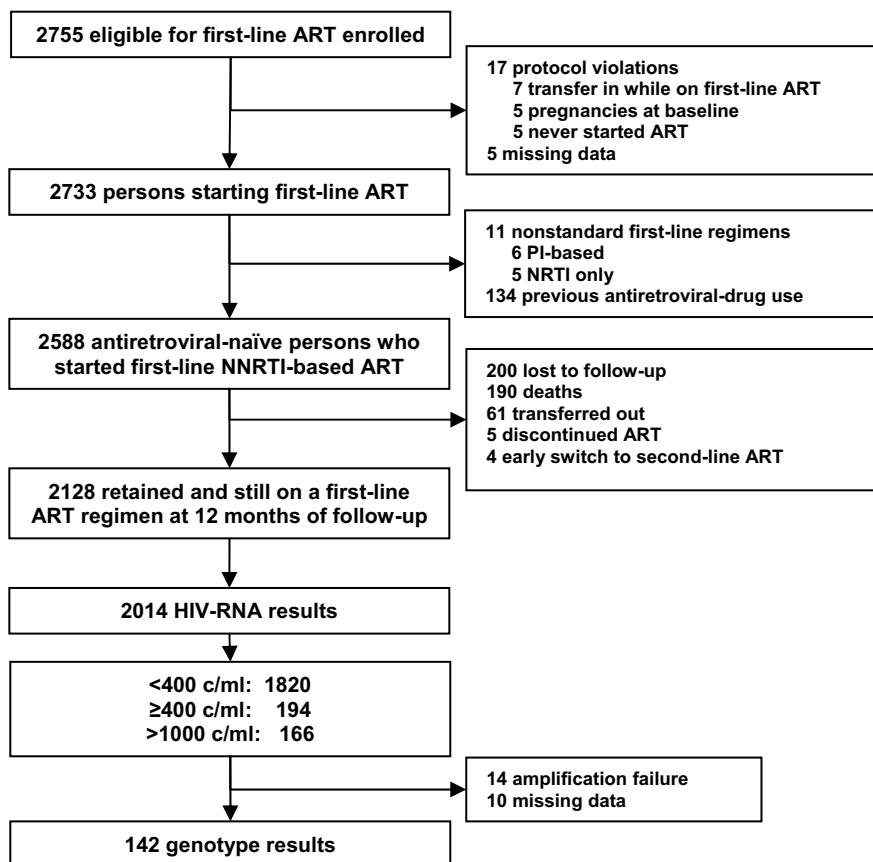 2755 eligible for first-line ART enrolled
17 protocol violations
7 transfer in while on first-line ART
5 pregnancies at baseline
5 never started ART
5 missing data
2733 persons starting first-line ART
11 nonstandard first-line regimens
6 PI-based
5 NRTI only
134 previous antiretroviral-drug use
2588 antiretroviral-naïve persons who
started first-line NNRTI-based ART
200 lost to follow-up
190 deaths
61 transferred out
5 discontinued ART
4 early switch to second-line ART
2128 retained and still on a first-line
ART regimen at 12 months of follow-up
2014 HIV-RNA results
<400 c/ml: 1820
≥400 c/ml: 194
>1000 c/ml: 166
14 amplification failure
10 missing data
142 genotype results